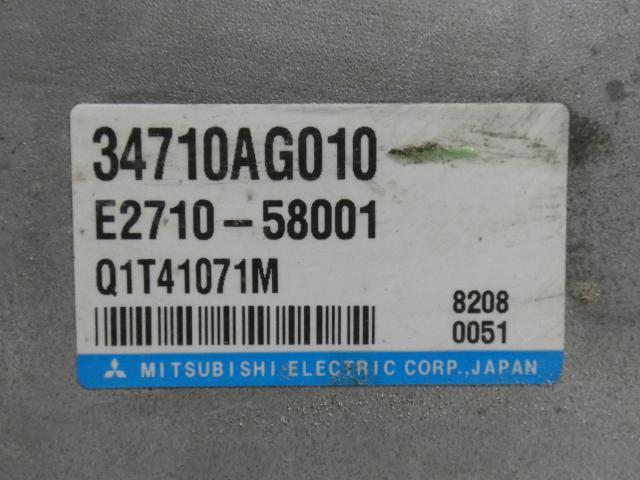 34710AG010
E2710-58001
Q1T41071M
8208
0051
MITSUBISHI ELECTRIC CORP., JAPAN